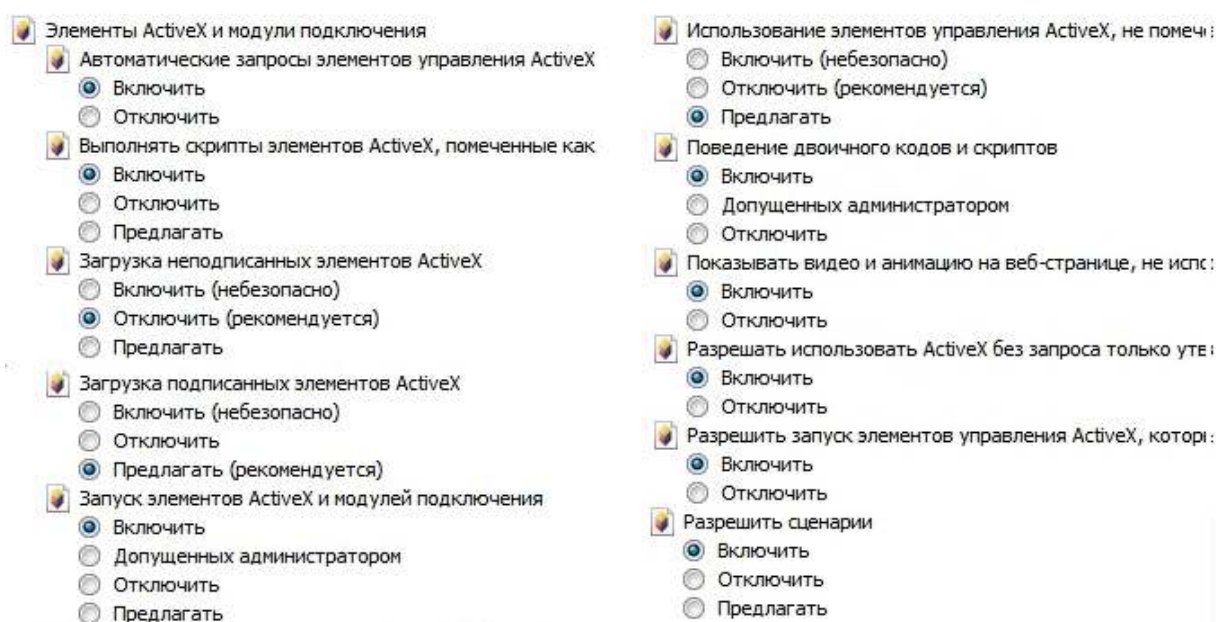 Элементы ActiveX и модули подключения
Автоматические запросы элементов управления ActiveX
Включить
Отключить
Выполнять скрипты элементов ActiveX, помеченные как
Включить
Отключить
Предлагать
Загрузка неподписанных элементов ActiveX
Включить (небезопасно)
Отключить (рекомендуется)
Предлагать
Загрузка подписанных элементов ActiveX
Включить (небезопасно)
Отключить
Предлагать (рекомендуется)
Запуск элементов ActiveX и модулей подключения
Включить
Допущенных администратором
Отключить
Предлагать
Использование элементов управления ActiveX, не
Включить (небезопасно)
Отключить (рекомендуется)
Предлагать
Поведение двоичного кодов и скриптов
Включить
Допущенных администратором
Отключить
Показывать видео и анимацию на веб-странице, не
Включить
Отключить
Разрешать использовать ActiveX без запроса только
Включить
Отключить
Разрешить запуск элементов управления ActiveX,
Включить
Отключить
Разрешить сценарии
Включить
Отключить
Предлагать